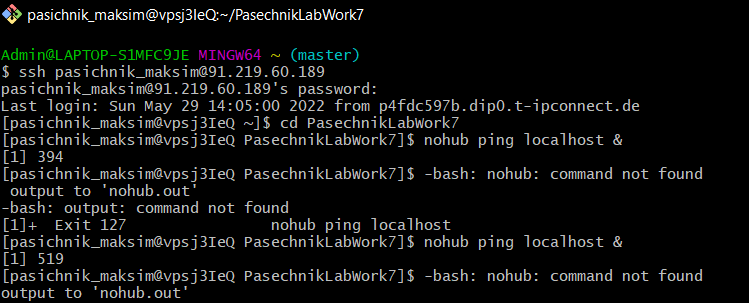 pasichnik_maksim@vpsj3IeQ:~/PasechnikLabWork7
Admin@LAPTOP-S1MFC9JE MINGW64 ~ (master)
$ ssh pasichnik_maksim@91.219.60.189
pasichnik_maksim@91.219.60.189's password:
Last login: Sun May 29 14:05:00 2022 from p4fdc597b.dip0.t-ipconnect.de
[pasichnik_maksim@vpsj3IeQ ~]$ cd PasechnikLabWork7
[pasichnik_maksim@vpsj3IeQ PasechnikLabWork7]$ nohub ping localhost &
[1] 394
[pasichnik_maksim@vpsj3IeQ PasechnikLabWork7]$ -bash: nohub: command not found
 output to 'nohub.out'
-bash: output: command not found
[1]+  Exit 127                nohub ping localhost
[pasichnik_maksim@vpsj3IeQ PasechnikLabWork7]$ nohub ping localhost &
[1] 519
[pasichnik_maksim@vpsj3IeQ PasechnikLabWork7]$ -bash: nohub: command not found
output to 'nohub.out'